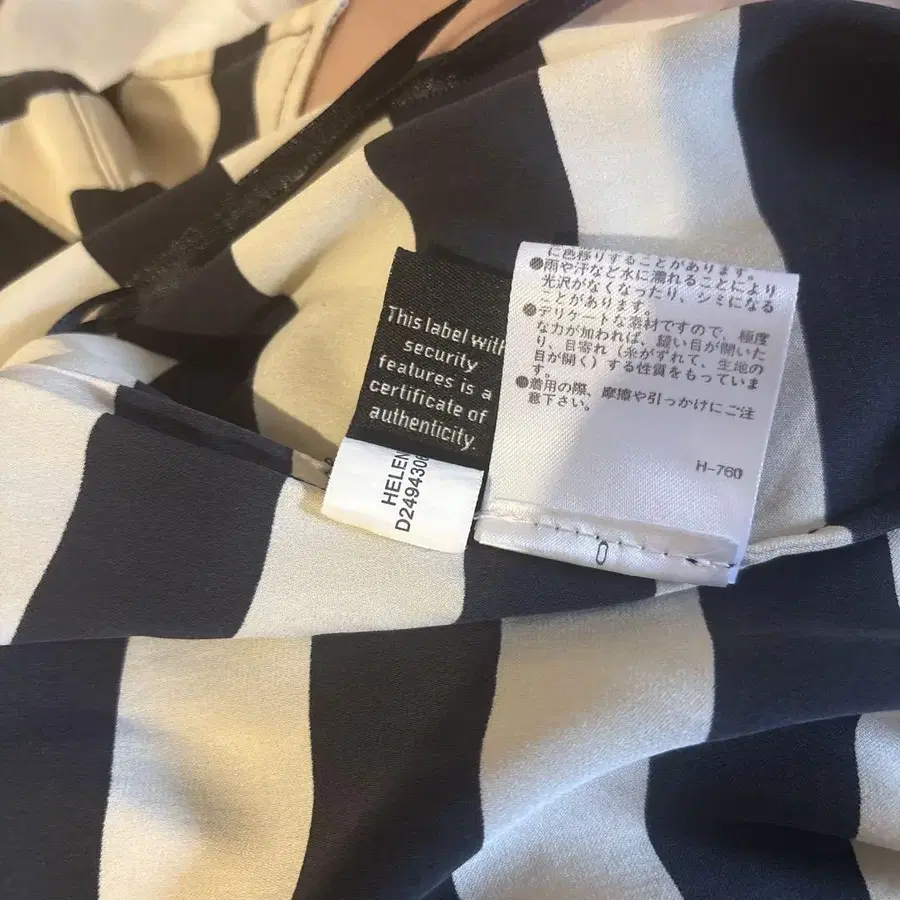 This label with
security
features is a
certificate of
authenticity.
HELEN
D2494306
に色移りすることがあります。
●雨や汗など水に濡れることにより
光沢がなくなったり、シミになる
ことがあります。
●デリケートな素材ですので、極度
な力が加われば、縫い目が開いた
り、目寄れ（糸がずれて、生地の
目が開く）する性質をもっていま
す。
●着用の際、摩擦や引っかけにご注
意下さい。
H-760
0